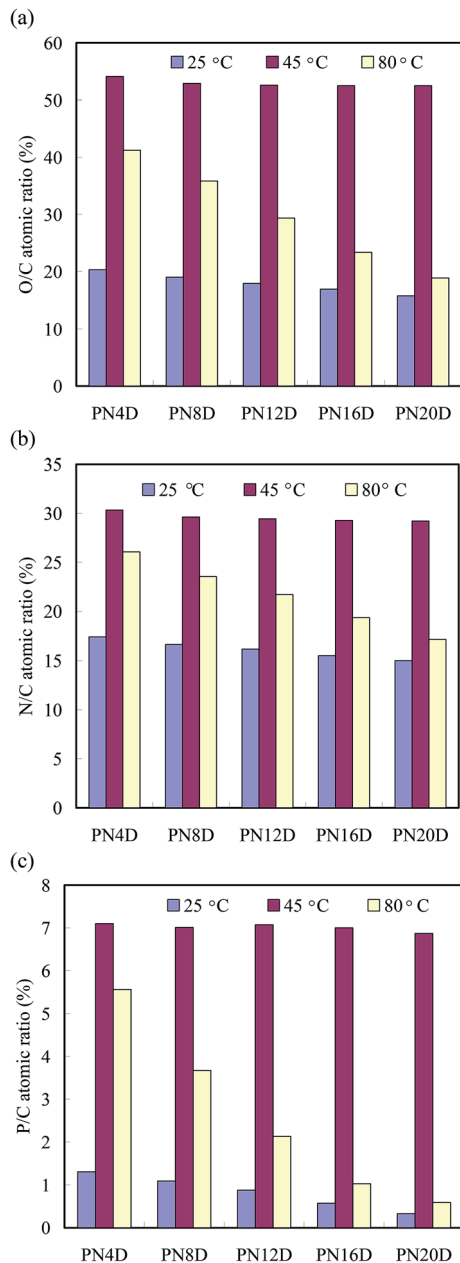 (a)
60
50
40
30
20
10
0
O/C atomic ratio (%)
25 °C 45 °C 80° C
PN4D PN8D PN12D PN16D PN20D
(b)
35
30
25
20
15
10
5
0
N/C atomic ratio (%)
25 °C 45 °C 80° C
PN4D PN8D PN12D PN16D PN20D
(c)
8
7
6
5
4
3
2
1
0
P/C atomic ratio (%)
25 °C 45 °C 80° C
PN4D PN8D PN12D PN16D PN20D